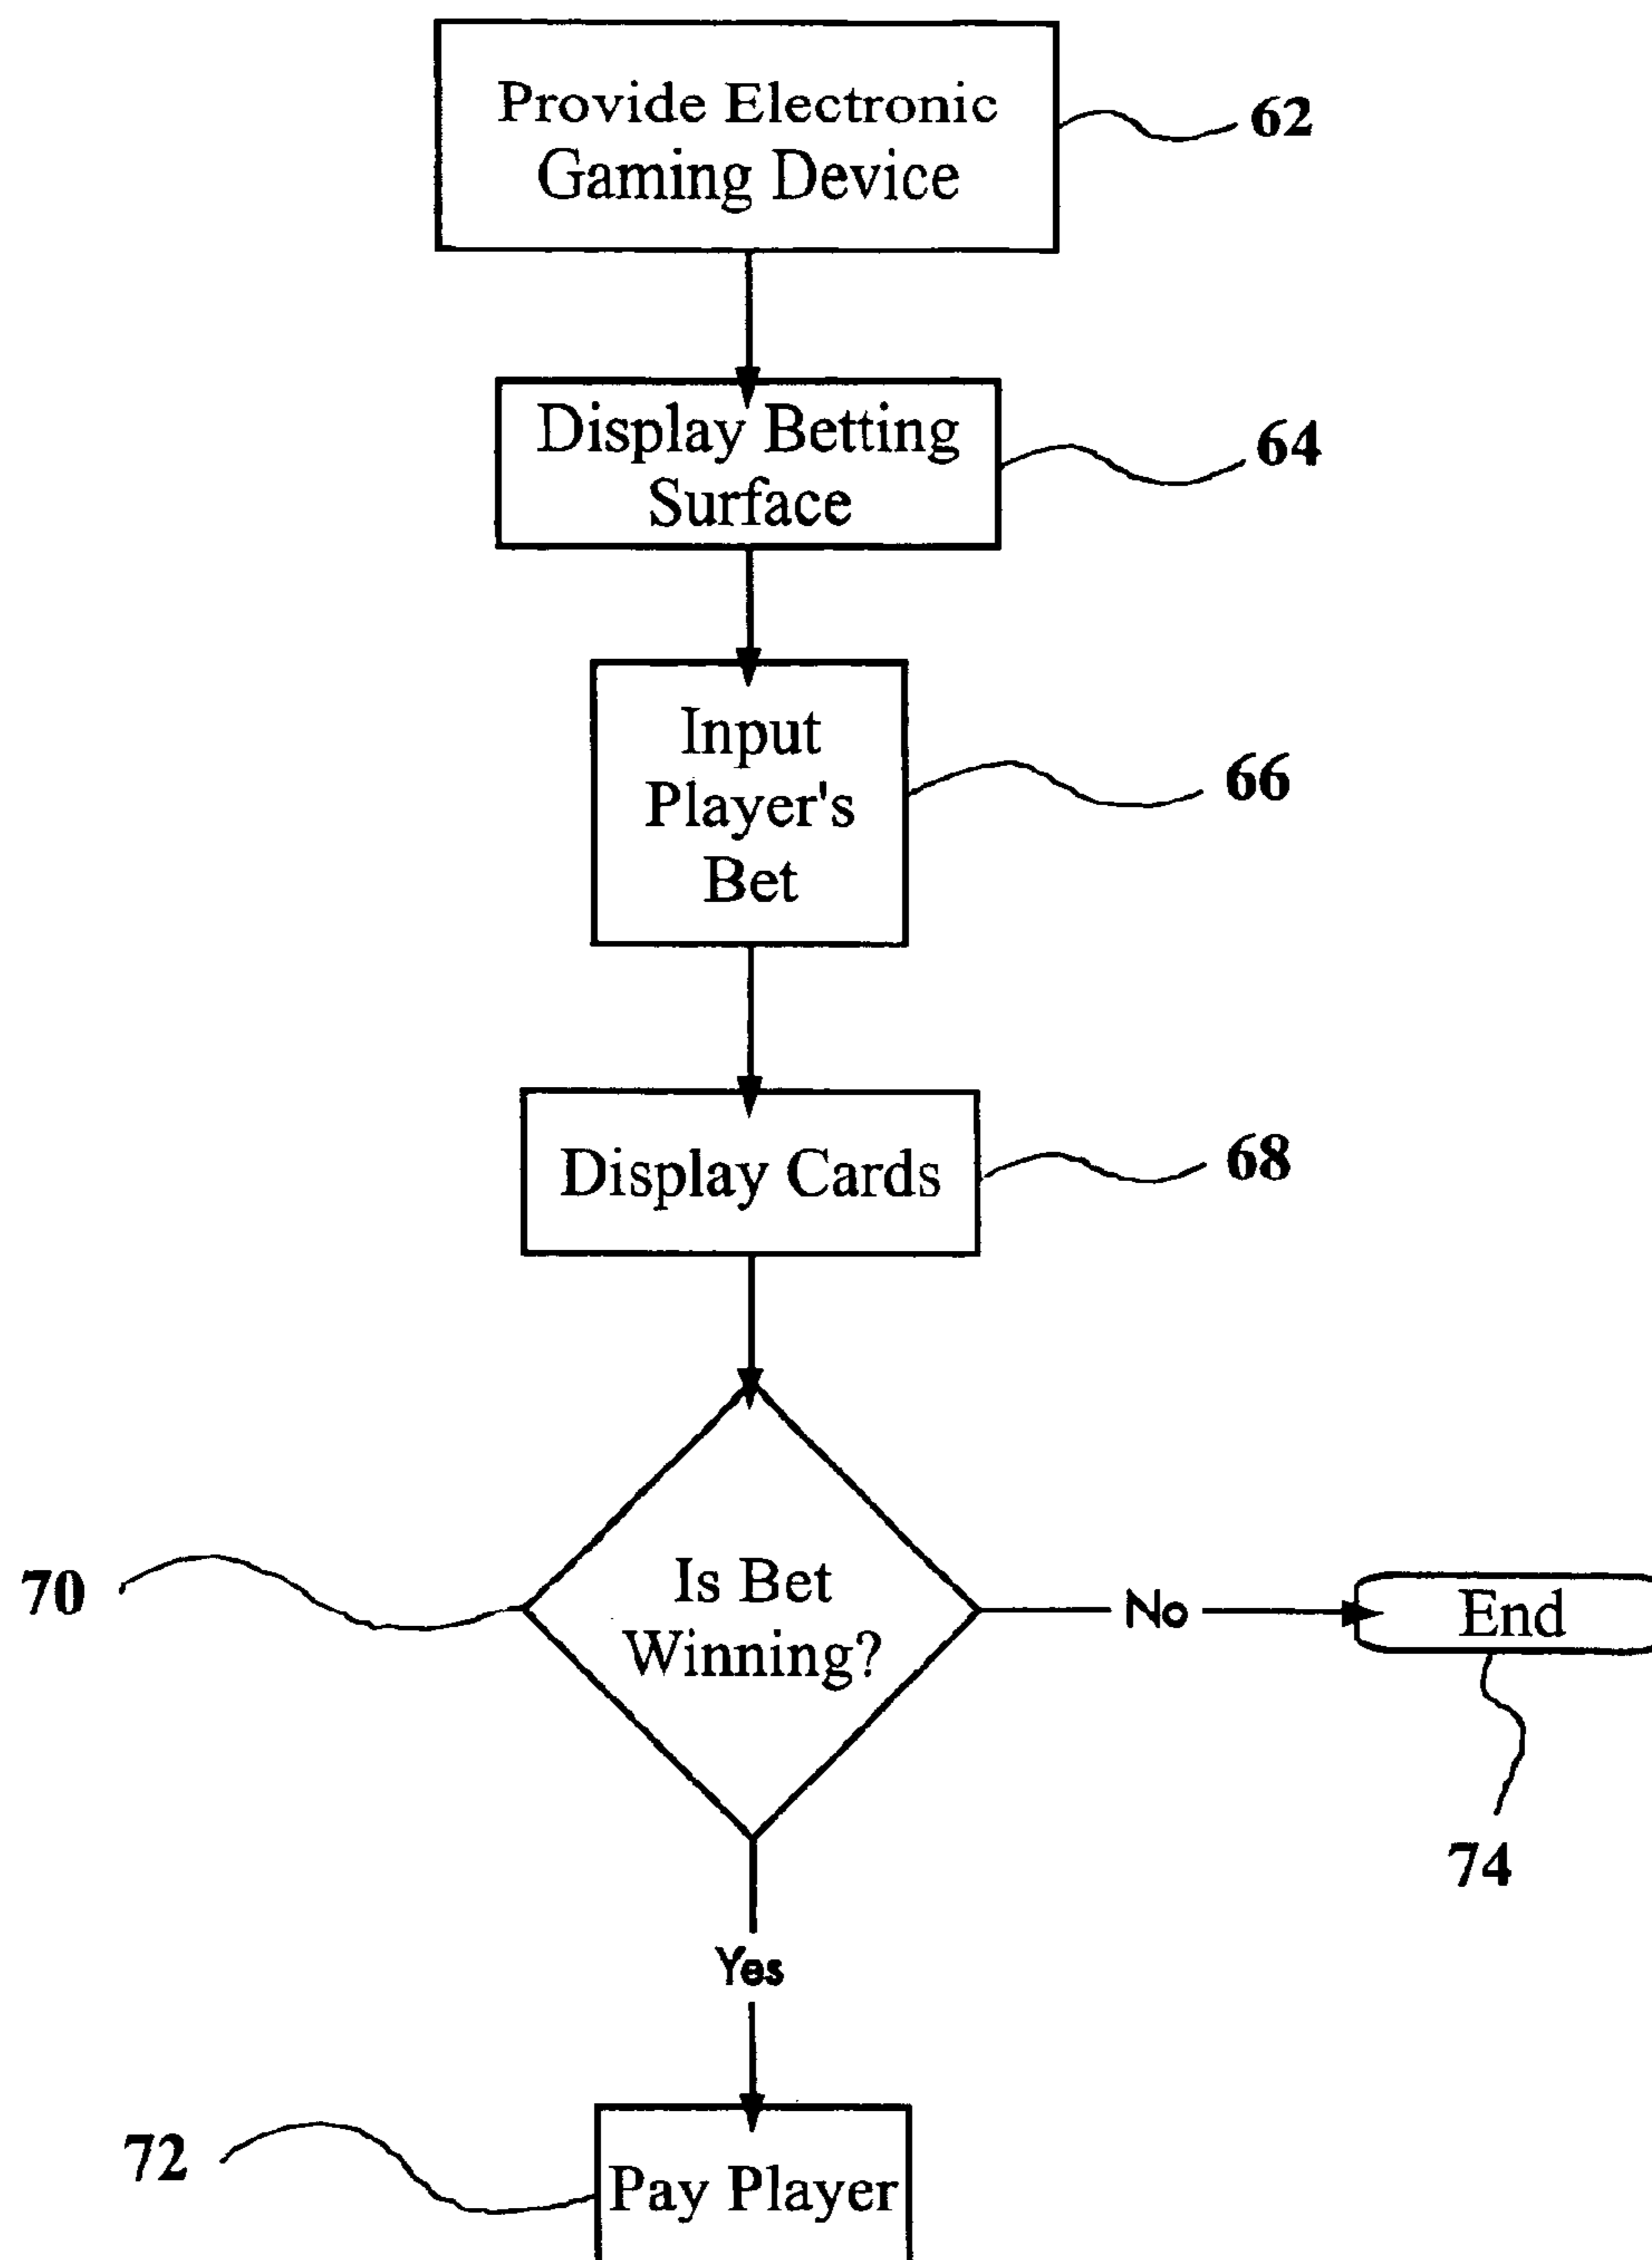 Provide Electronic
Gaming Device
62
Display Betting
Surface
64
Input
Player's
Bet
66
Display Cards
68
70
Is Bet
Winning?
No
End
74
Yes
72
Pay Player